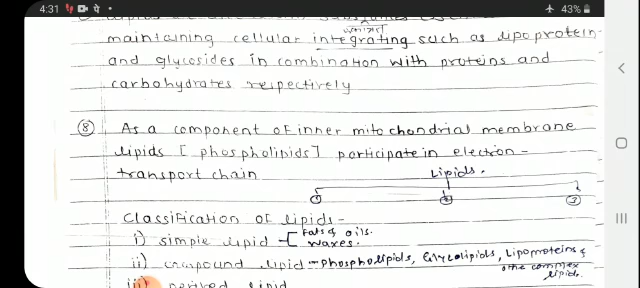 4:31
43%
maintaining cellular integrating such as lipoprotein
and glycosides in combination with proteins and
carbohydrates respectively
⑧ As a component of inner mitochondrial membrane
lipids [phospholipids] participate in electron-
transport chain
Lipids.
① ② ③
Classification of lipids-
i) simple lipid -[ Fats & oils.
waxes.
ii) compound lipid - phospholipids, Glycolipids, Lipoproteins &
othe complex
lipids.
iii) derived lipid